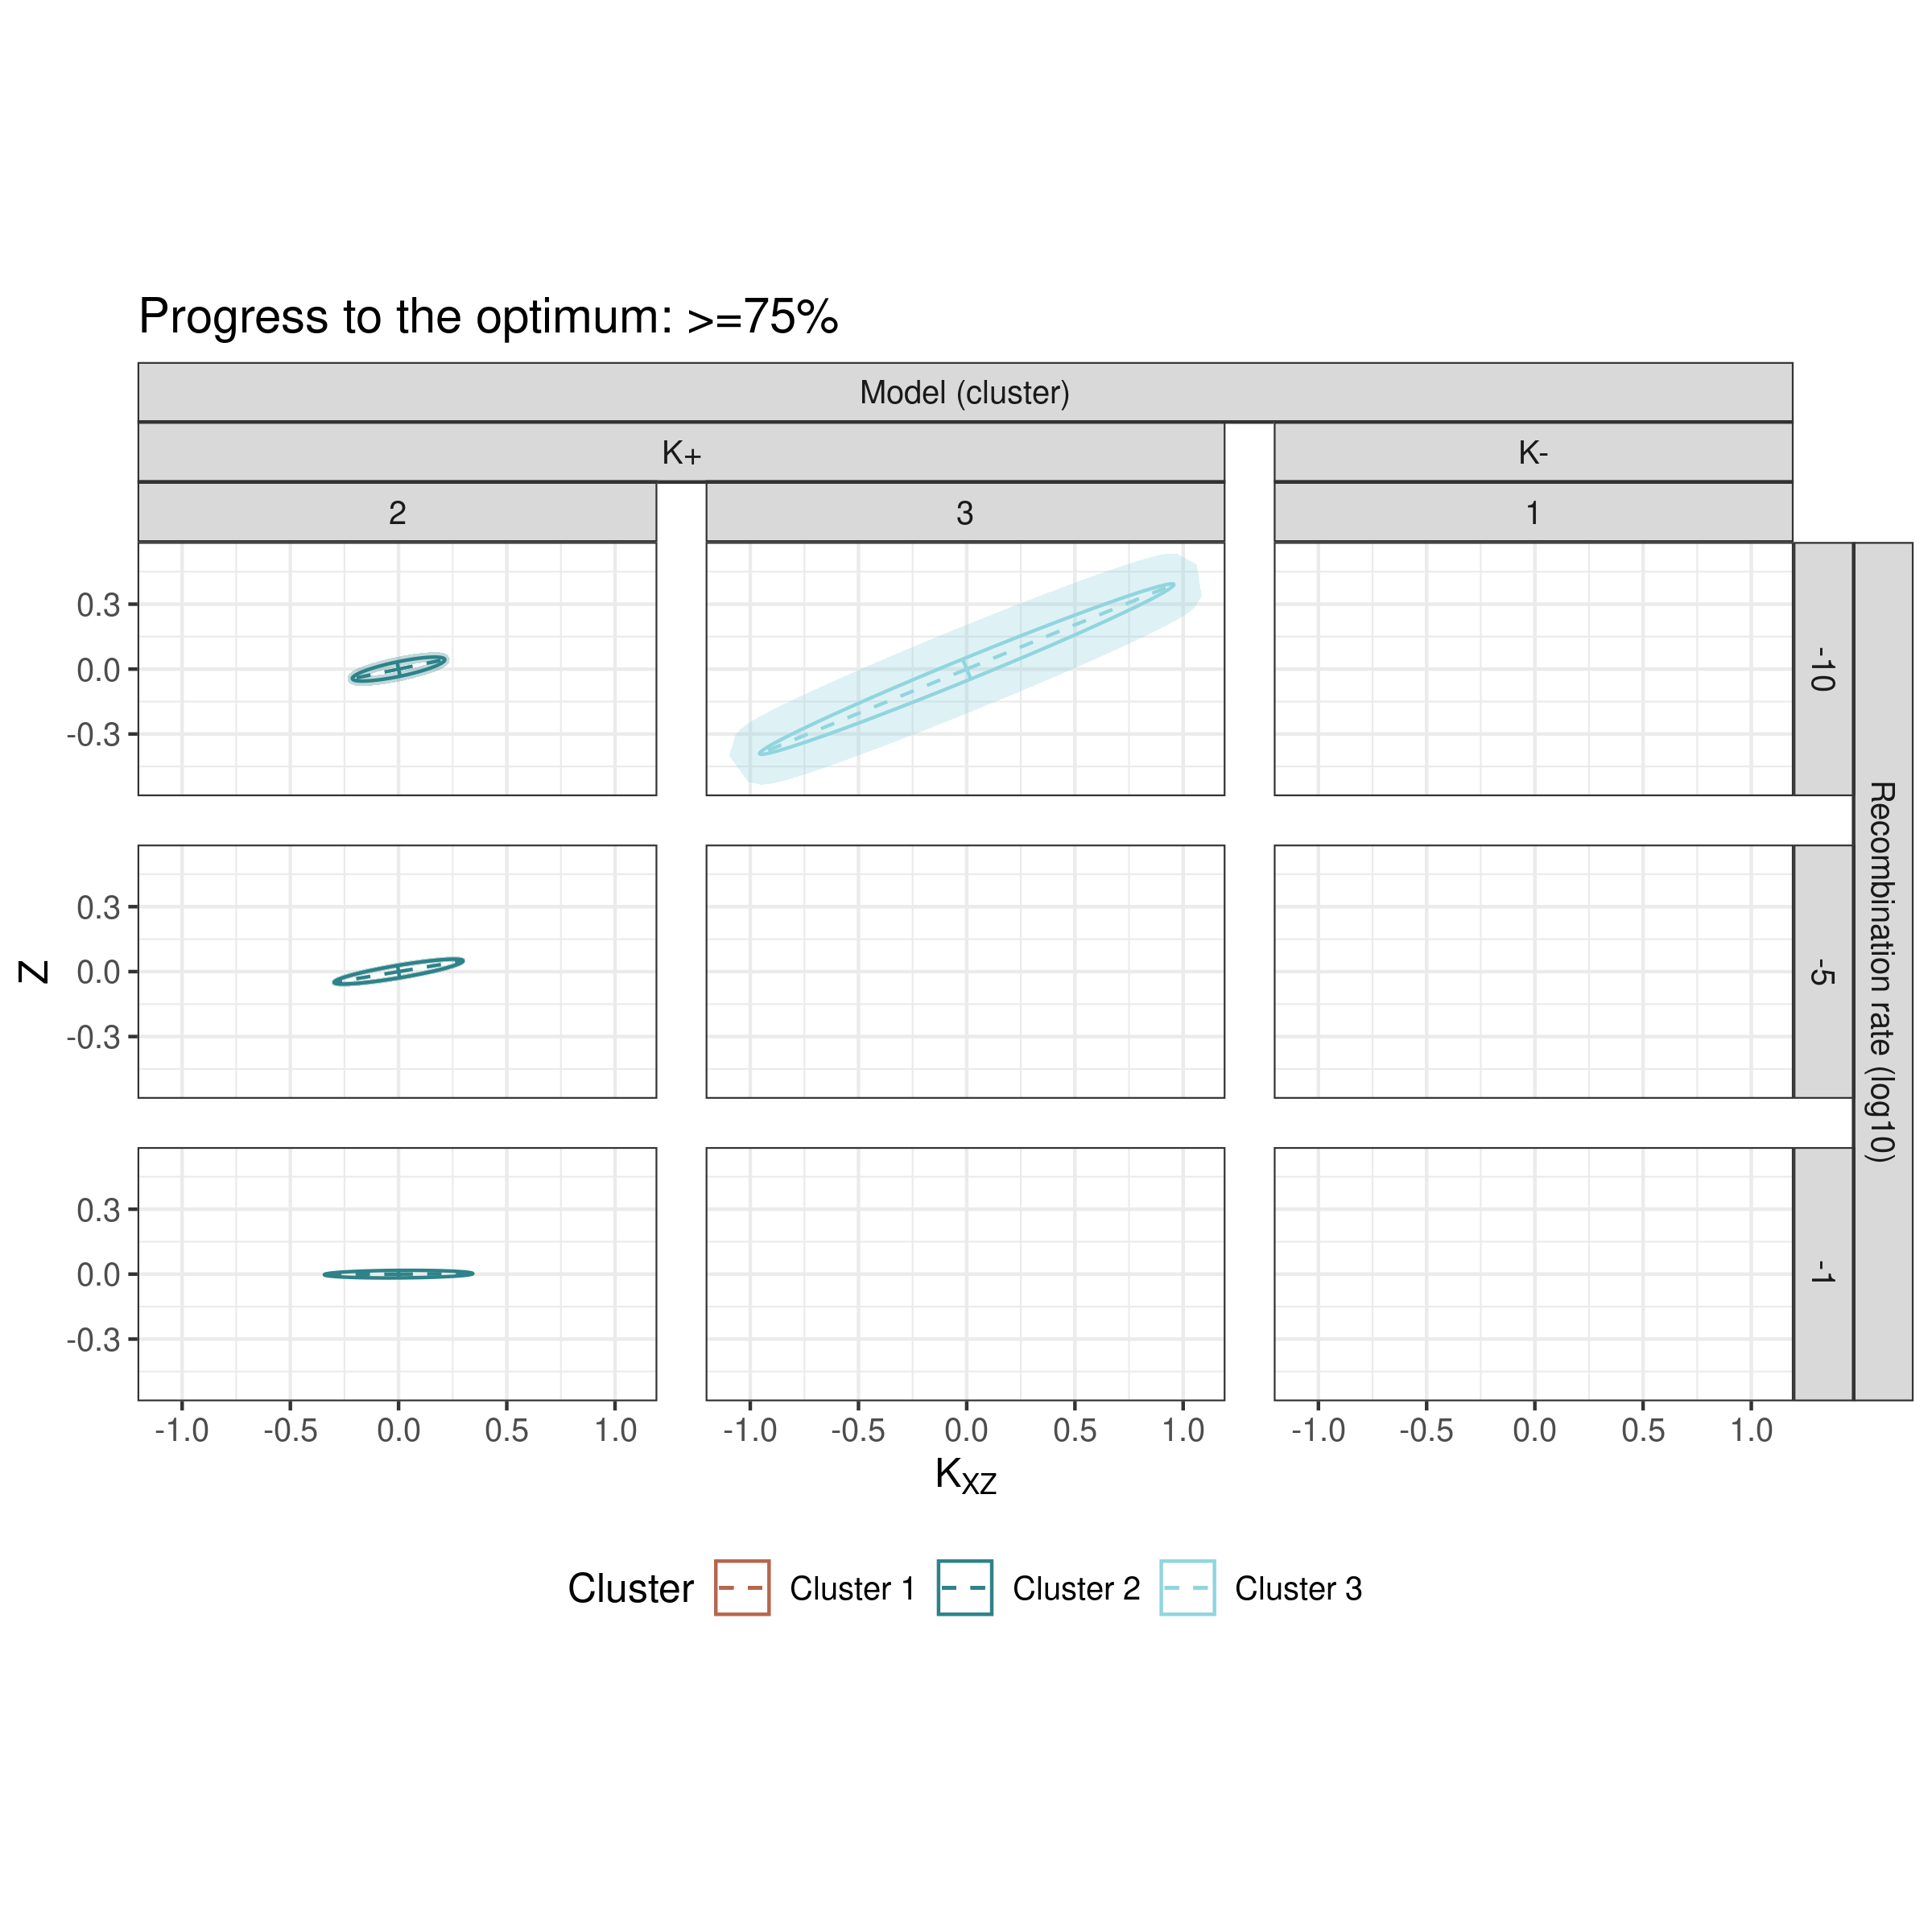 Progress to the optimum: >=75%
Model (cluster)
K+ K-
2 3 1
0.3
0.0
-0.3
-10
0.3
0.0
-0.3
-5
0.3
0.0
-0.3
-1
Z
Recombination rate (log10)
-1.0 -0.5 0.0 0.5 1.0 -1.0 -0.5 0.0 0.5 1.0 -1.0 -0.5 0.0 0.5 1.0
KXZ
Cluster Cluster 1 Cluster 2 Cluster 3